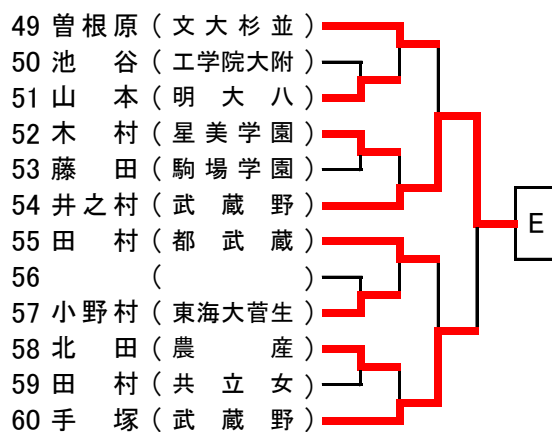 49 曽根原 ( 文 大 杉 並 )
50 池 谷 ( 工学院大附 )
51 山 本 ( 明 大 八 )
52 木 村 ( 星 美 学 園 )
53 藤 田 ( 駒 場 学 園 )
54 井之村 ( 武 蔵 野 )
55 田 村 ( 都 武 蔵 )
56 ( )
57 小野村 ( 東海大菅生 )
58 北 田 ( 農 産 )
59 田 村 ( 共 立 女 )
60 手 塚 ( 武 蔵 野 )
E